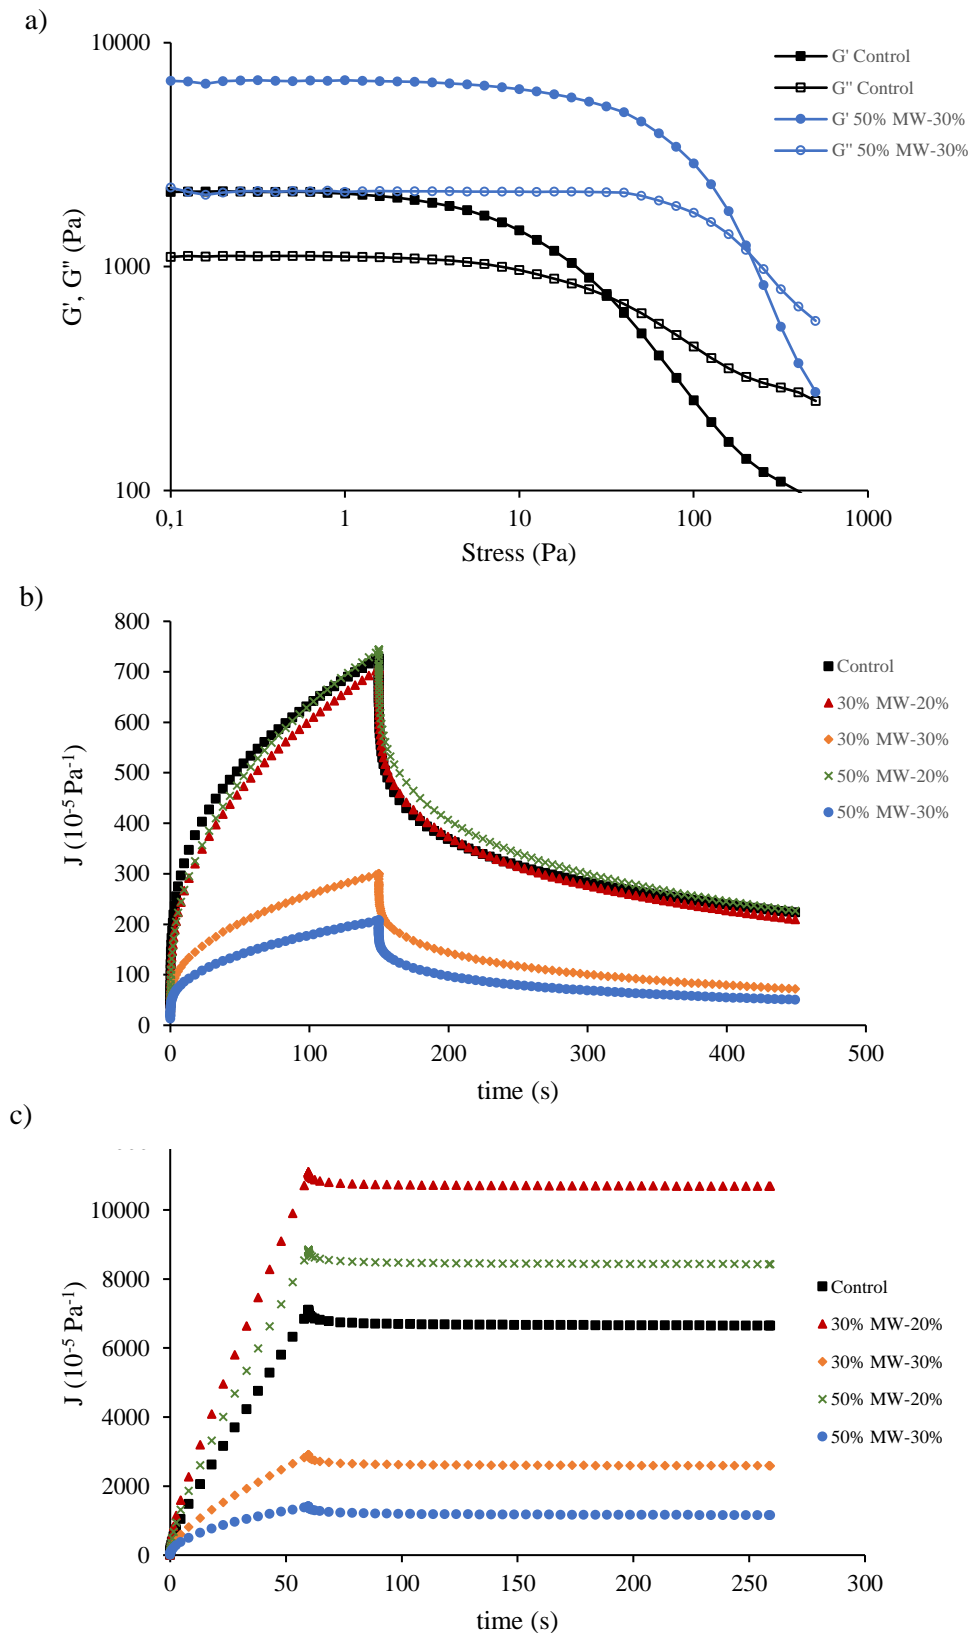 a)
10000
1000
100
G', G'' (Pa)
0,1 1 10 100 1000
Stress (Pa)
G' Control
G'' Control
G' 50% MW-30%
G'' 50% MW-30%
b)
800
700
600
500
400
300
200
100
0
J (10⁻⁵ Pa⁻¹)
0 100 200 300 400 500
time (s)
Control
30% MW-20%
30% MW-30%
50% MW-20%
50% MW-30%
c)
10000
8000
6000
4000
2000
0
J (10⁻⁵ Pa⁻¹)
0 50 100 150 200 250 300
time (s)
Control
30% MW-20%
30% MW-30%
50% MW-20%
50% MW-30%